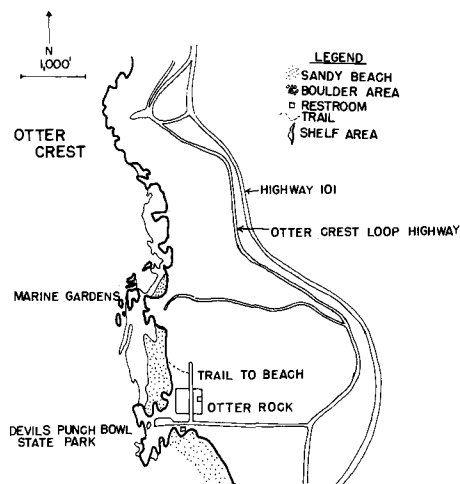 N
1,000'
LEGEND
SANDY BEACH
BOULDER AREA
RESTROOM
TRAIL
SHELF AREA
OTTER
CREST
HIGHWAY 101
OTTER CREST LOOP HIGHWAY
MARINE GARDENS
TRAIL TO BEACH
OTTER ROCK
DEVILS PUNCH BOWL
STATE PARK